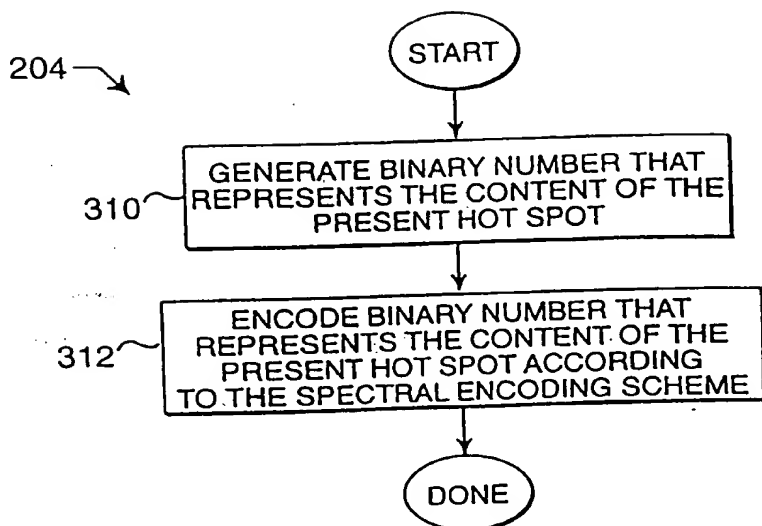 START
204
GENERATE BINARY NUMBER THAT
REPRESENTS THE CONTENT OF THE
PRESENT HOT SPOT
310
ENCODE BINARY NUMBER THAT
REPRESENTS THE CONTENT OF THE
PRESENT HOT SPOT ACCORDING
TO THE SPECTRAL ENCODING SCHEME
312
DONE